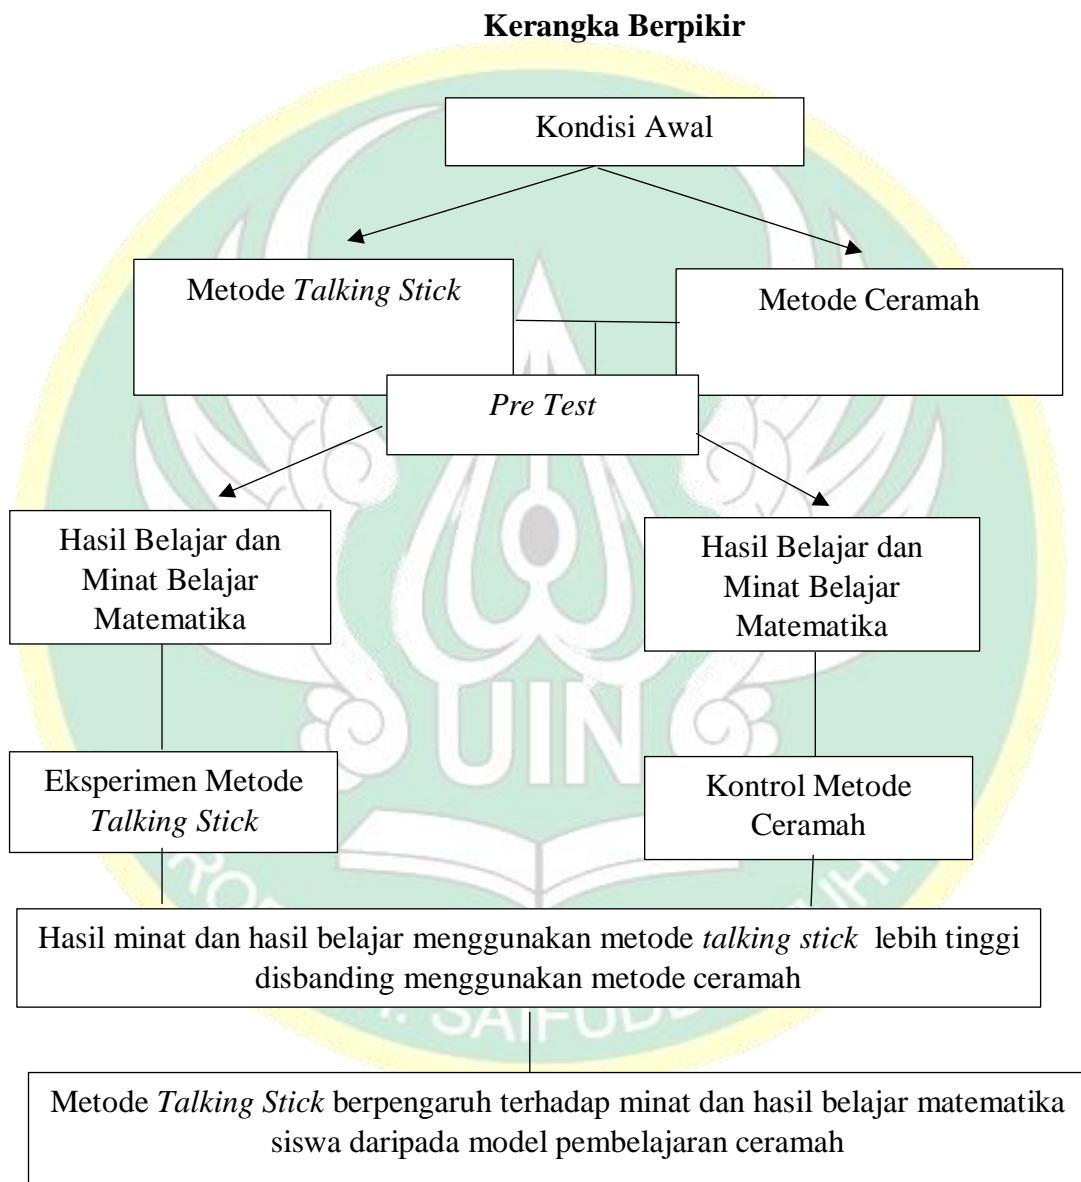 Kerangka Berpikir
Kondisi Awal
Metode Talking Stick
Metode Ceramah
Pre Test
Hasil Belajar dan
Minat Belajar
Matematika
Hasil Belajar dan
Minat Belajar
Matematika
Eksperimen Metode
Talking Stick
Kontrol Metode
Ceramah
Hasil minat dan hasil belajar menggunakan metode talking stick lebih tinggi
disbanding menggunakan metode ceramah
Metode Talking Stick berpengaruh terhadap minat dan hasil belajar matematika
siswa daripada model pembelajaran ceramah
UIN